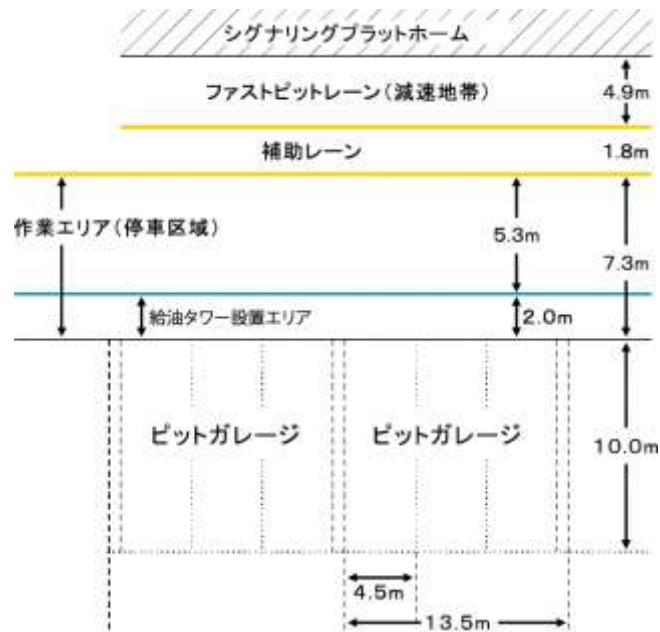 シグナリングプラットホーム
ファストピットレーン(減速地帯)
4.9m
補助レーン
1.8m
作業エリア(停車区域)
5.3m
7.3m
給油タワー設置エリア
2.0m
ピットガレージ
ピットガレージ
10.0m
4.5m
13.5m